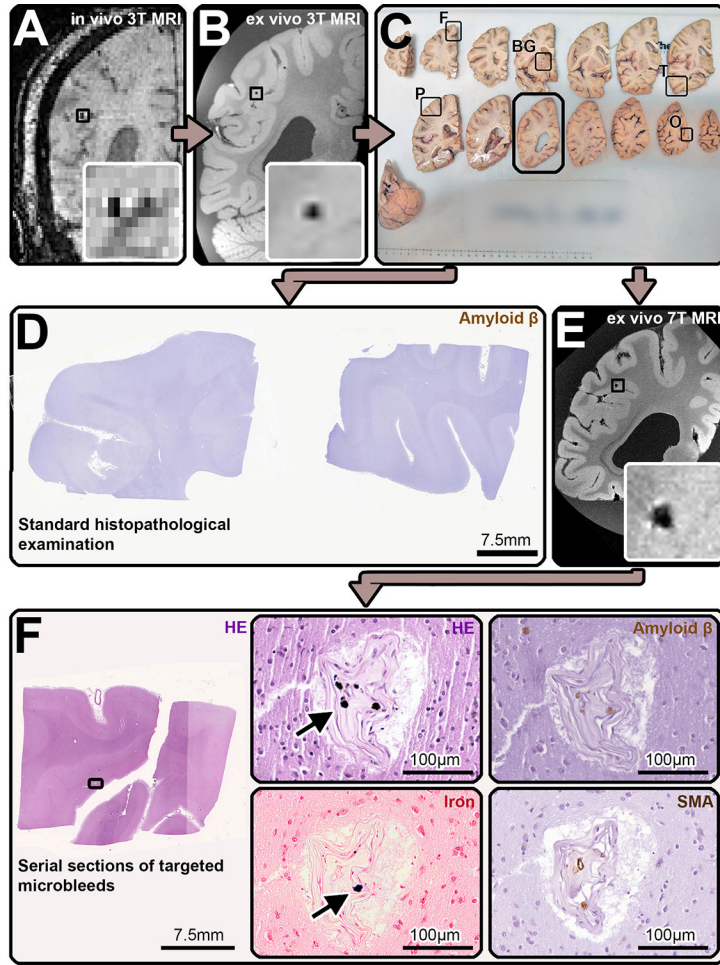 A
in vivo 3T MRI
B
ex vivo 3T MRI
C
F
BG
T
P
O
D
Amyloid β
Standard histopathological
examination
7.5mm
E
ex vivo 7T MRI
F
HE
Serial sections of targeted
microbleeds
7.5mm
HE
100µm
Amyloid β
100µm
Iron
100µm
SMA
100µm